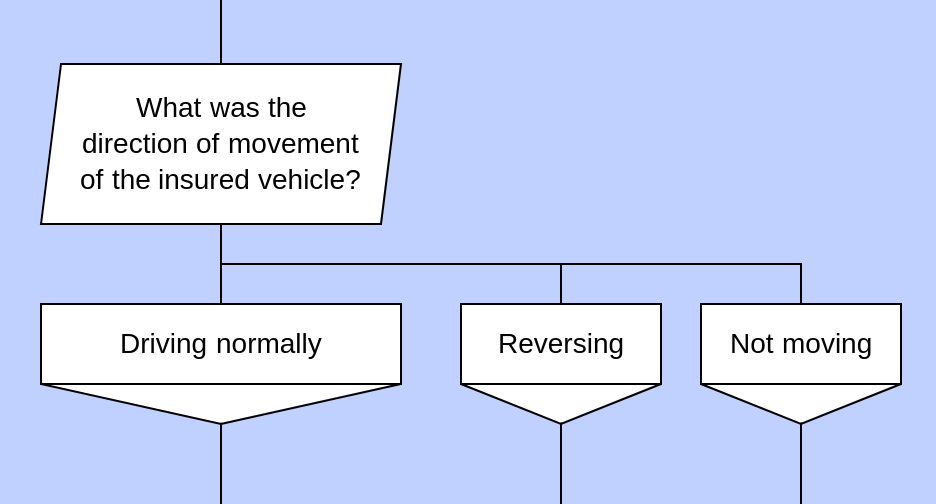 What was the
direction of movement
of the insured vehicle?
Driving normally
Reversing
Not moving